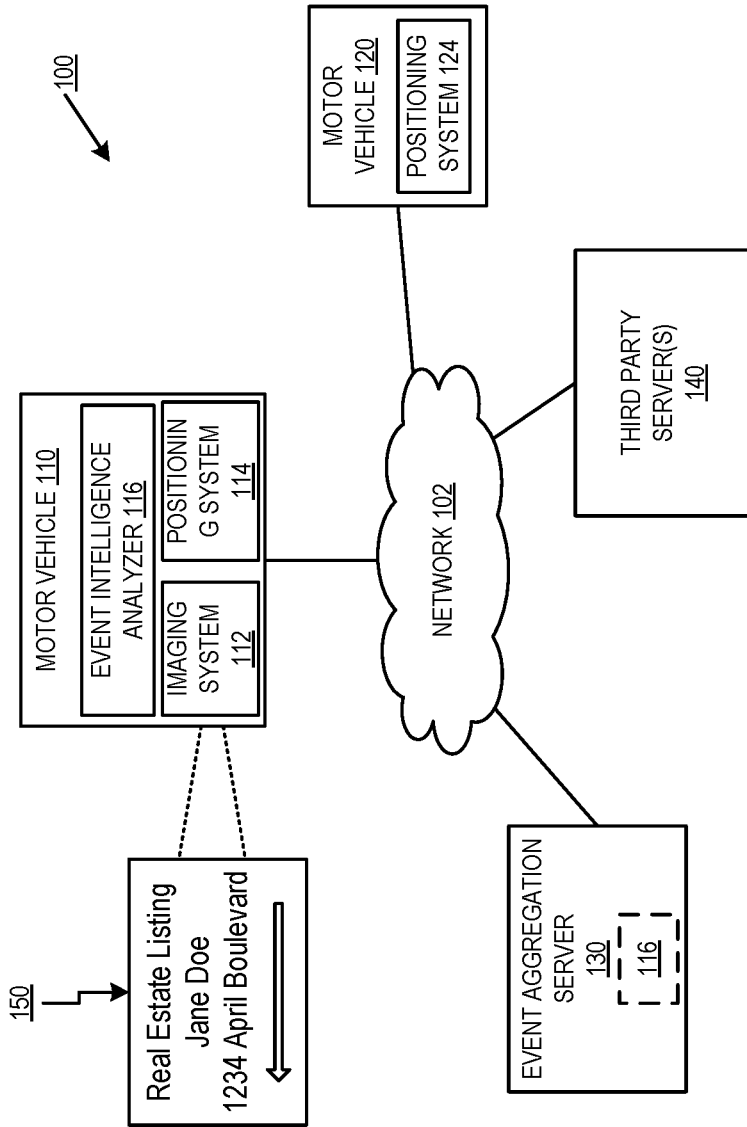 100
150
Real Estate Listing
Jane Doe
1234 April Boulevard
MOTOR VEHICLE 110
EVENT INTELLIGENCE
ANALYZER 116
IMAGING
SYSTEM
112
POSITIONIN
G SYSTEM
114
MOTOR
VEHICLE 120
POSITIONING
SYSTEM 124
NETWORK 102
EVENT AGGREGATION
SERVER
130
116
THIRD PARTY
SERVER(S)
140